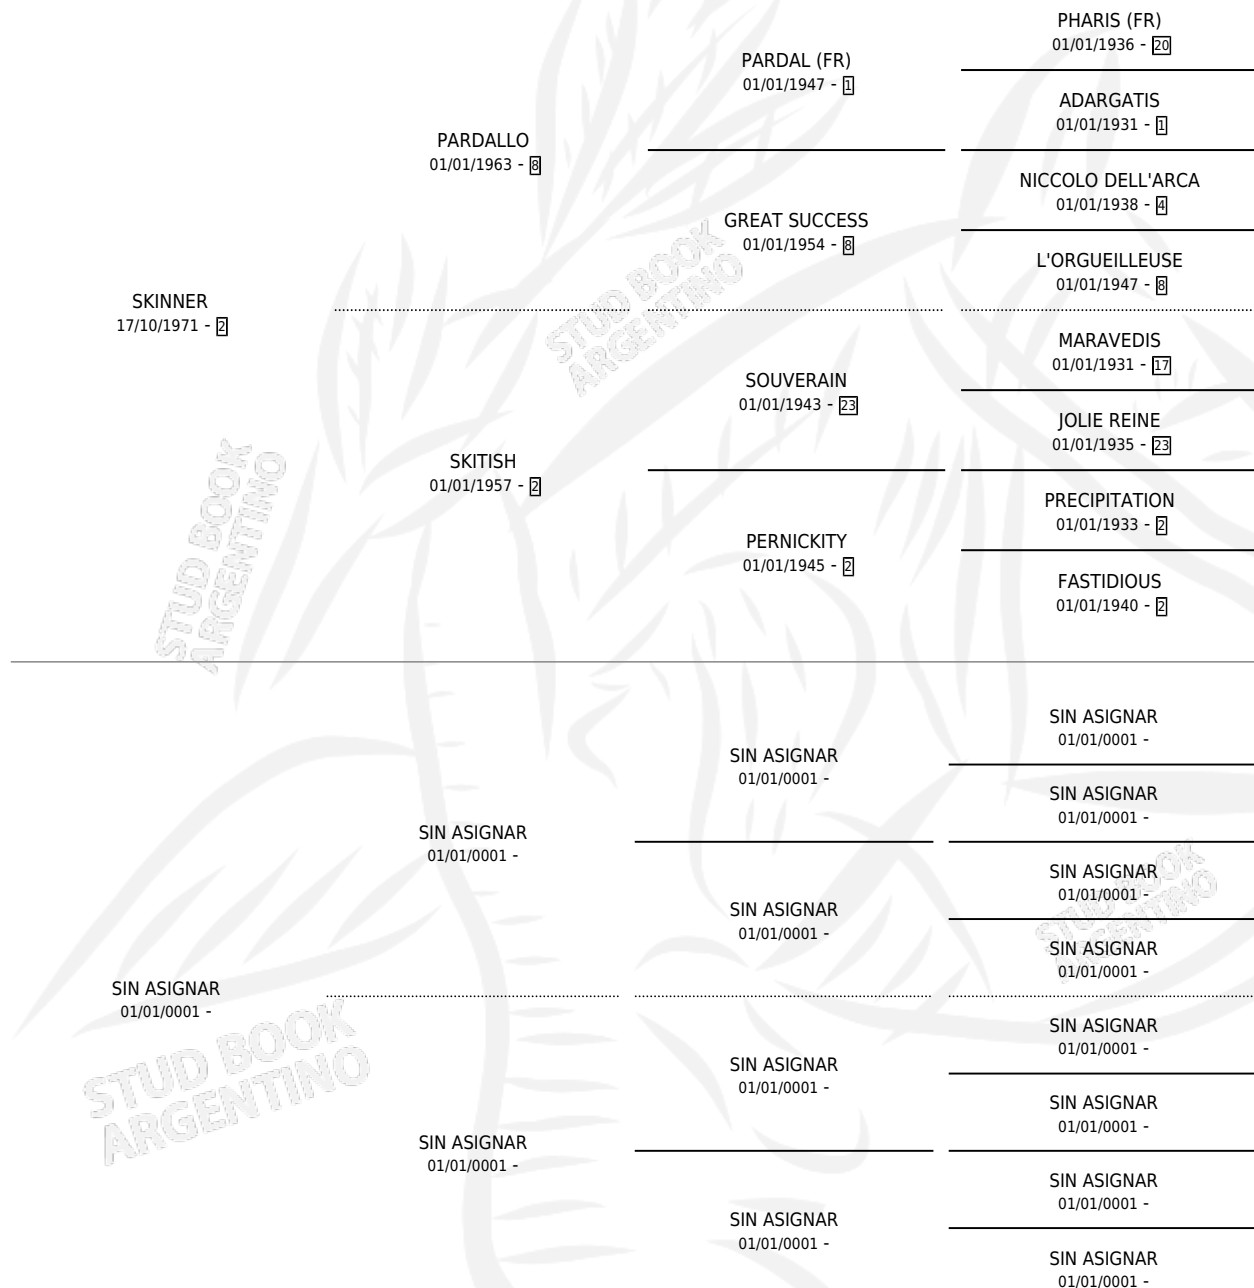 PHARIS (FR)
01/01/1936 - 20
PARDAL (FR)
01/01/1947 - 1
ADARGATIS
01/01/1931 - 1
PARDALLO
01/01/1963 - 8
NICCOLO DELL'ARCA
01/01/1938 - 4
GREAT SUCCESS
01/01/1954 - 8
L'ORGUEILLEUSE
01/01/1947 - 8
SKINNER
17/10/1971 - 2
MARAVEDIS
01/01/1931 - 17
SOUVERAIN
01/01/1943 - 23
JOLIE REINE
01/01/1935 - 23
SKITISH
01/01/1957 - 2
PRECIPITATION
01/01/1933 - 2
PERNICKITY
01/01/1945 - 2
FASTIDIOUS
01/01/1940 - 2
STUD BOOK
ARGENTINO
STUD BOOK
ARGENTINO
SIN ASIGNAR
01/01/0001 -
SIN ASIGNAR
01/01/0001 -
SIN ASIGNAR
01/01/0001 -
SIN ASIGNAR
01/01/0001 -
SIN ASIGNAR
01/01/0001 -
SIN ASIGNAR
01/01/0001 -
SIN ASIGNAR
01/01/0001 -
STUD BOOK
ARGENTINO
SIN ASIGNAR
01/01/0001 -
SIN ASIGNAR
01/01/0001 -
SIN ASIGNAR
01/01/0001 -
SIN ASIGNAR
01/01/0001 -
SIN ASIGNAR
01/01/0001 -
SIN ASIGNAR
01/01/0001 -
SIN ASIGNAR
01/01/0001 -
SIN ASIGNAR
01/01/0001 -
STUD BOOK
ARGENTINO